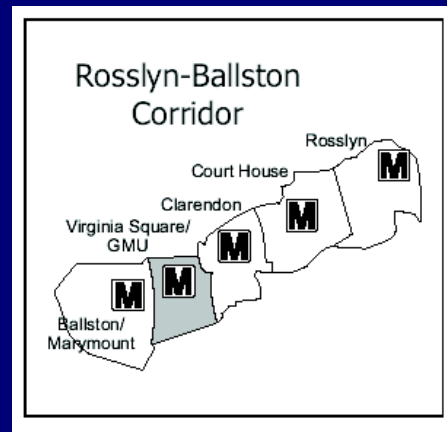 Rosslyn-Ballston
Corridor
Rosslyn
M
Court House
M
Clarendon
M
Virginia Square/
GMU
M
M
Ballston/
Marymount